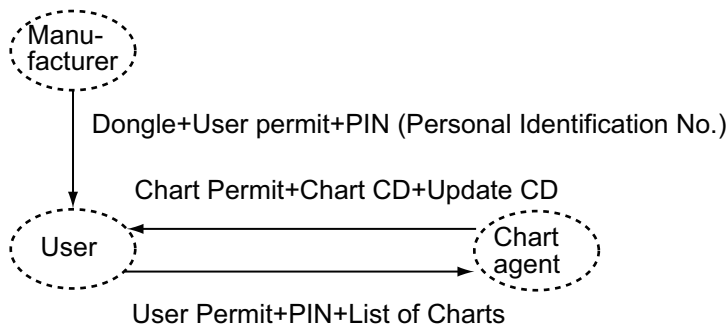 Manu-
facturer
Dongle+User permit+PIN (Personal Identification No.)
Chart Permit+Chart CD+Update CD
User
Chart
agent
User Permit+PIN+List of Charts